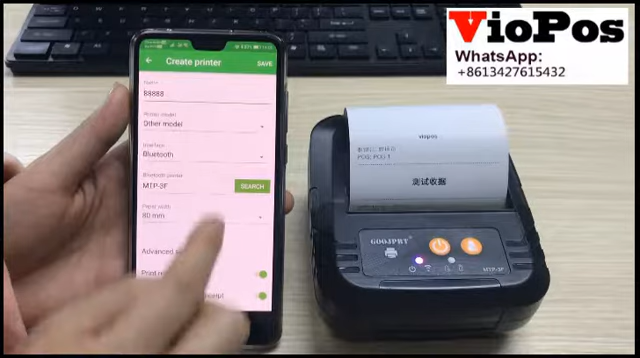 VioPos
WhatsApp:
+8613427615432
Create printer
SAVE
Name
88888
Printer model
Other model
Interface
Bluetooth
Bluetooth printer
MTP-3F
SEARCH
Paper width
80 mm
Advanced
Print
viopos
POS: POS 1
测试收据
GOOJPRT
MTP-3F